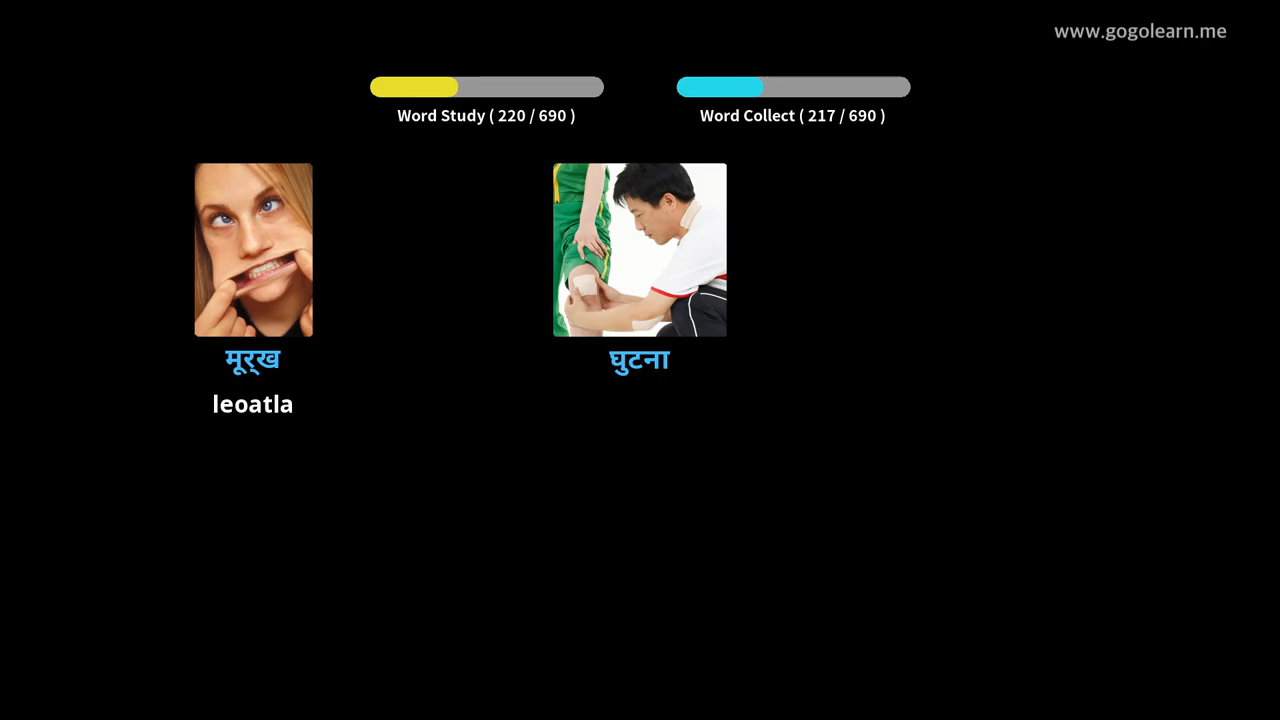 www.gogolearn.me
Word Study ( 220 / 690 )
Word Collect ( 217 / 690 )
मूर्ख
घुटना
leoatla